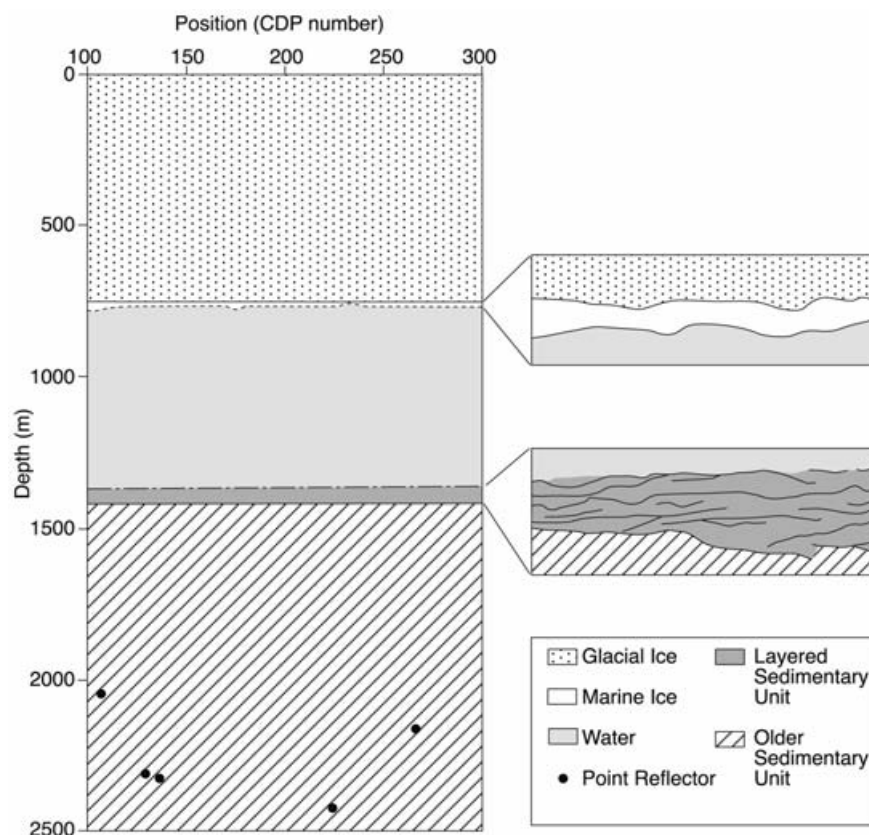 Position (CDP number)
100 150 200 250 300
0
500
1000
1500
2000
2500
Depth (m)
Glacial Ice
Marine Ice
Water
Point Reflector
Layered
Sedimentary
Unit
Older
Sedimentary
Unit